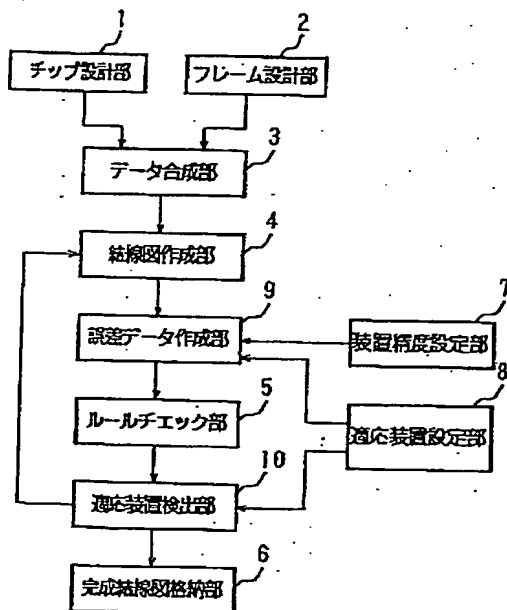 1
チップ設計部
2
フレーム設計部
3
データ合成部
4
結線図作成部
9
誤差データ作成部
7
装置精度設定部
8
適応装置設定部
5
ルールチェック部
10
適応装置検出部
6
完成結線図格納部